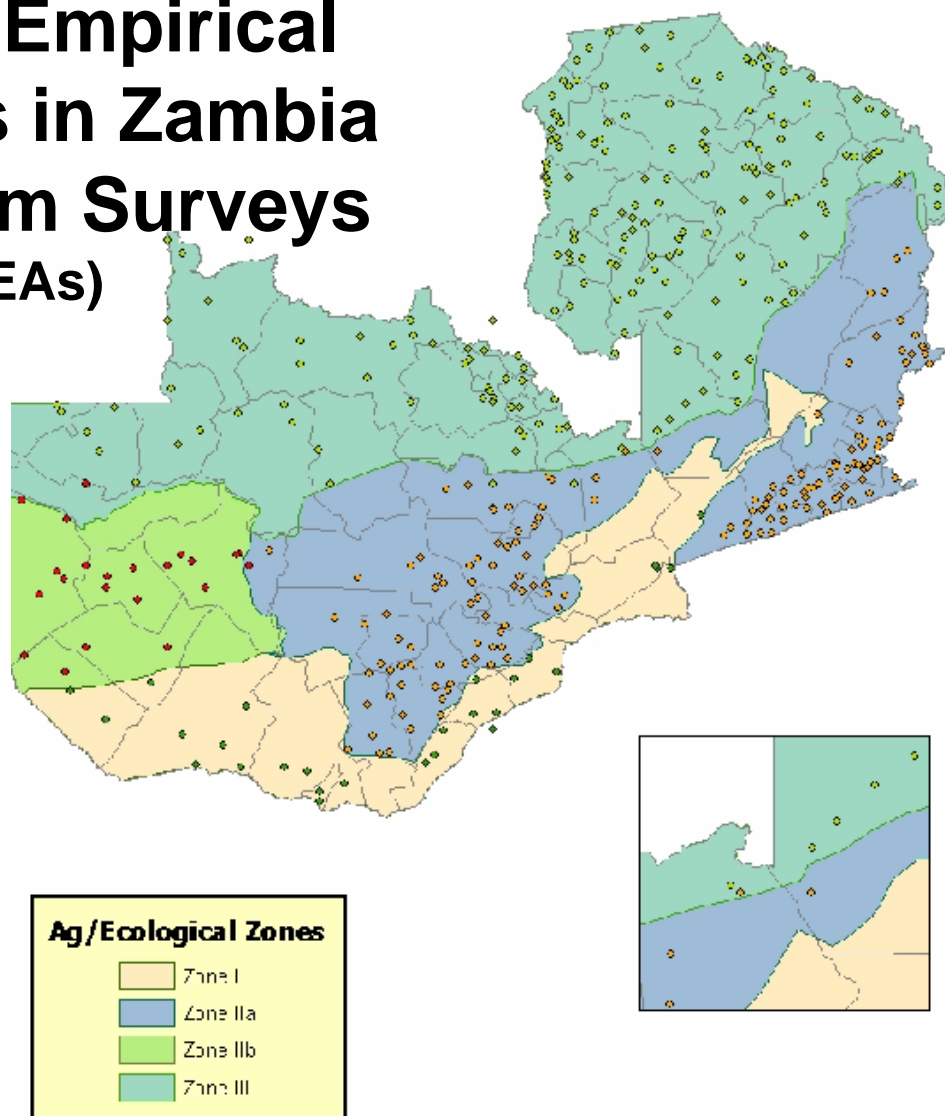 Empirical
s in Zambia
m Surveys
EAs)
Ag/Ecological Zones
Zone I
Zone IIa
Zone IIb
Zone III